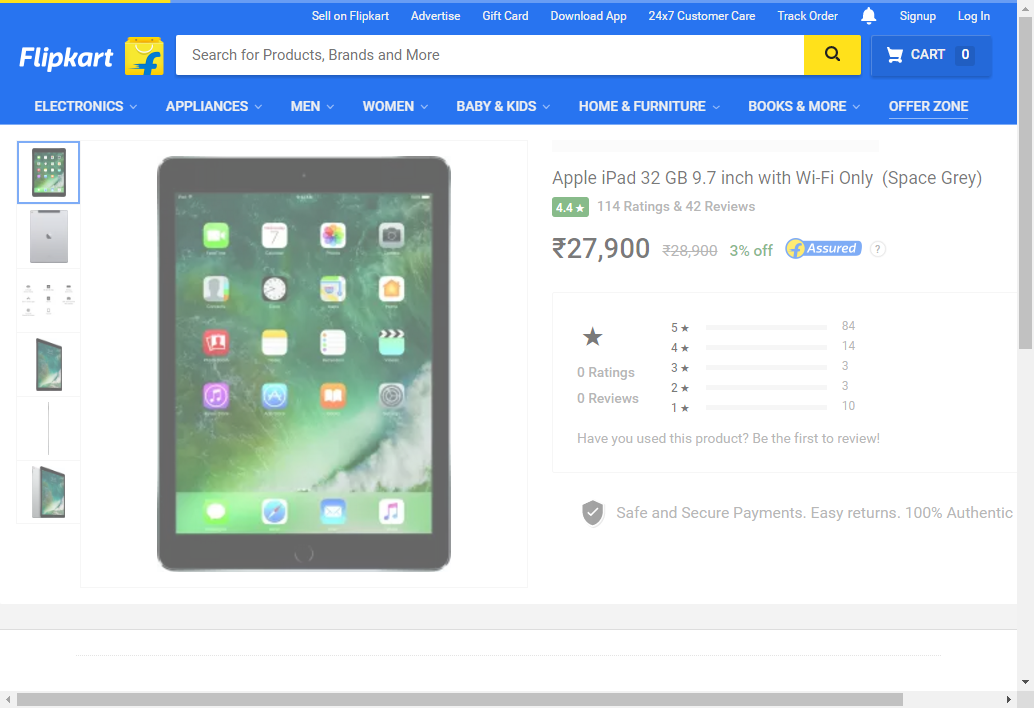 Sell on Flipkart Advertise Gift Card Download App 24x7 Customer Care Track Order Signup Log In
Flipkart Search for Products, Brands and More CART 0
ELECTRONICS APPLIANCES MEN WOMEN BABY & KIDS HOME & FURNITURE BOOKS & MORE OFFER ZONE
Apple iPad 32 GB 9.7 inch with Wi-Fi Only (Space Grey)
4.4 ★ 114 Ratings & 42 Reviews
₹27,900 ₹28,900 3% off Assured ?
★
0 Ratings
0 Reviews
5 ★ 84
4 ★ 14
3 ★ 3
2 ★ 3
1 ★ 10
Have you used this product? Be the first to review!
Safe and Secure Payments. Easy returns. 100% Authentic